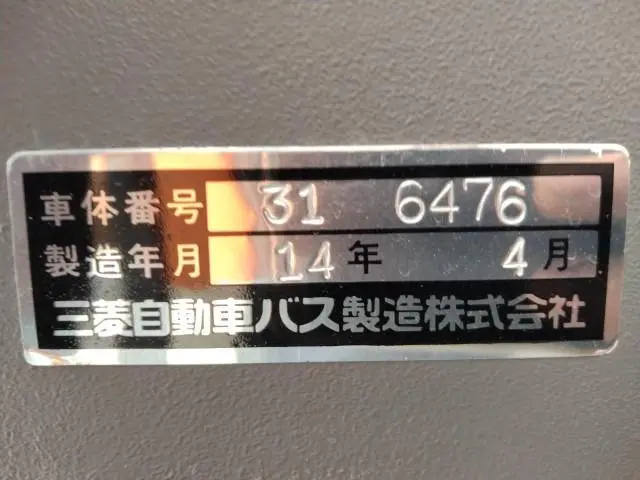 車体番号 31 6476
製造年月 14年 4月
三菱自動車バス製造株式会社